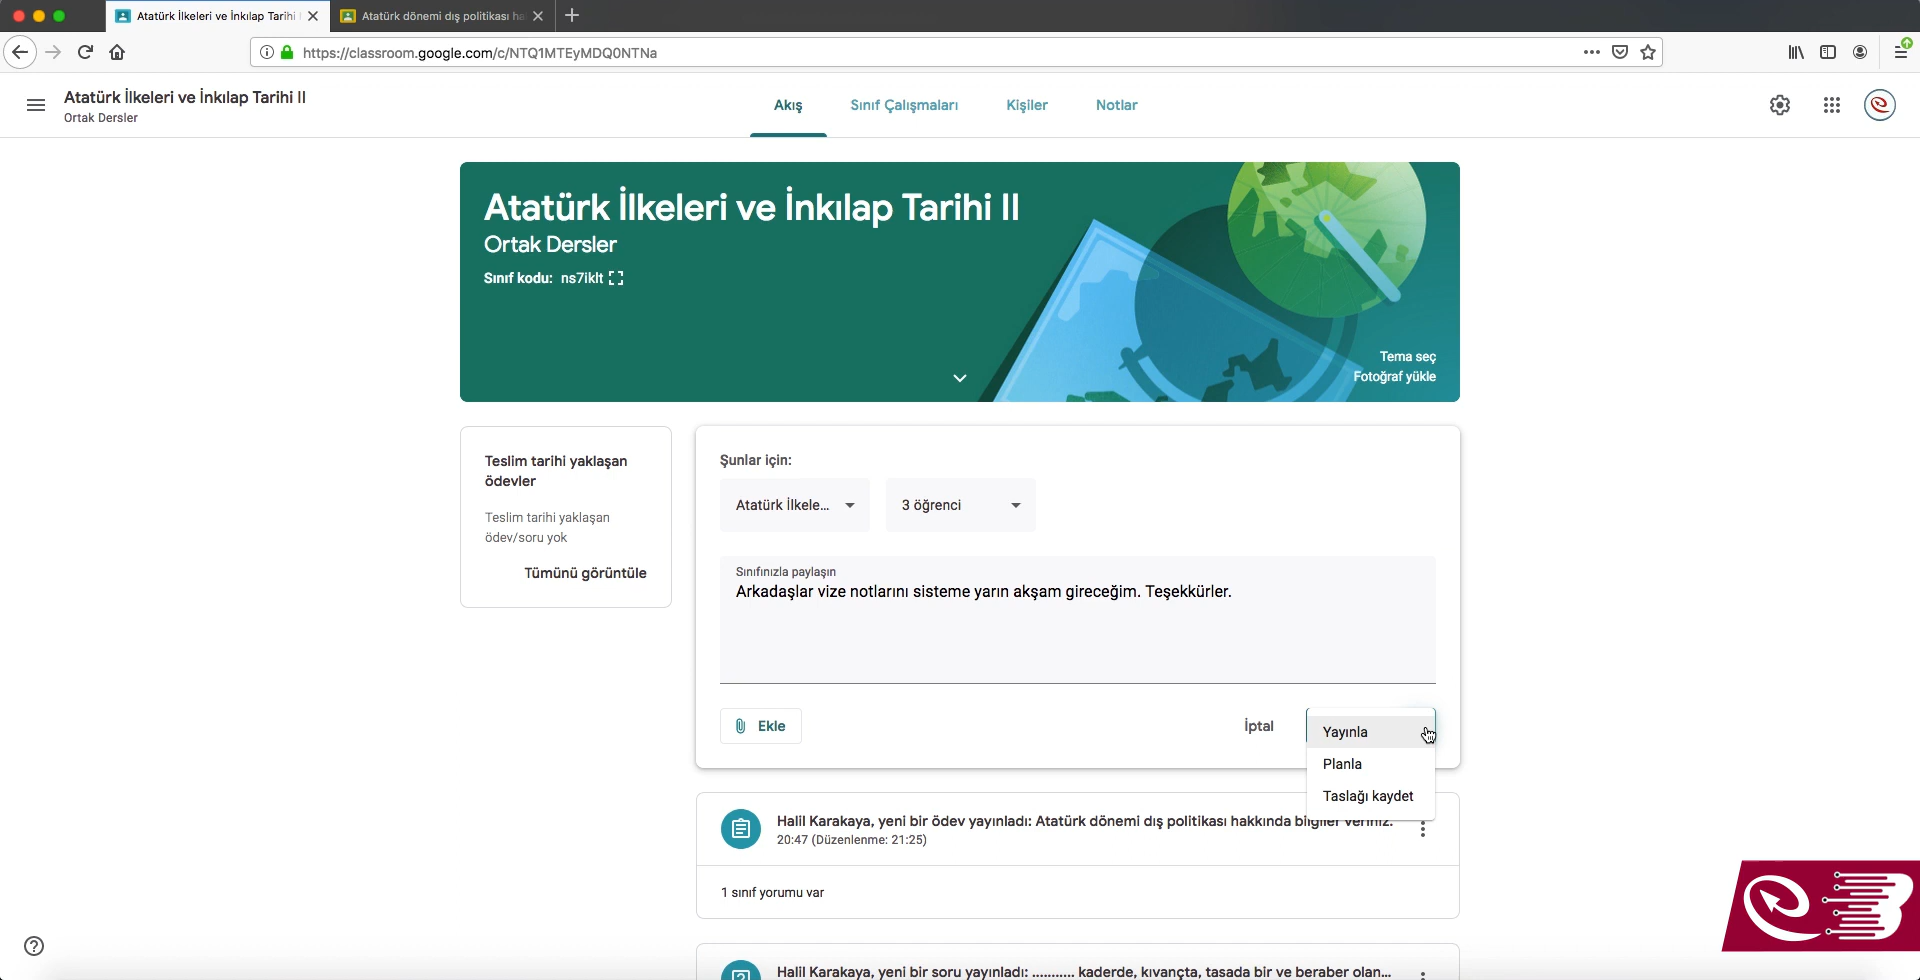 Atatürk İlkeleri ve İnkılap Tarihi
Atatürk dönemi dış politikası ha
https://classroom.google.com/c/NTQ1MTEyMDQ0NTNa
Atatürk İlkeleri ve İnkılap Tarihi II
Ortak Dersler
Akış
Sınıf Çalışmaları
Kişiler
Notlar
Atatürk İlkeleri ve İnkılap Tarihi II
Ortak Dersler
Sınıf kodu: ns7iklt
Tema seç
Fotoğraf yükle
Teslim tarihi yaklaşan
ödevler
Teslim tarihi yaklaşan
ödev/soru yok
Tümünü görüntüle
Şunlar için:
Atatürk İlkele...
3 öğrenci
Sınıfınızla paylaşın
Arkadaşlar vize notlarını sisteme yarın akşam gireceğim. Teşekkürler.
Ekle
İptal
Yayınla
Planla
Taslağı kaydet
Halil Karakaya, yeni bir ödev yayınladı: Atatürk dönemi dış politikası hakkında bilgiler veriniz.
20:47 (Düzenlenme: 21:25)
1 sınıf yorumu var
Halil Karakaya, yeni bir soru yayınladı: ........... kaderde, kıvançta, tasada bir ve beraber olan...